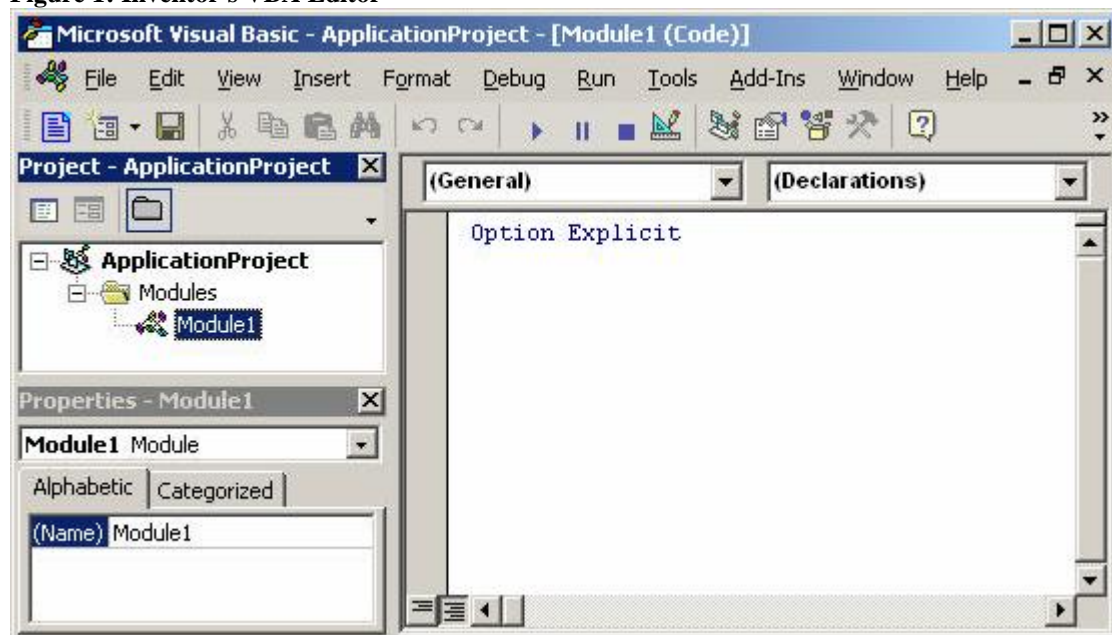 Figure 1: Inventor's VBA Editor
Microsoft Visual Basic - ApplicationProject - [Module1 (Code)]
File Edit View Insert Format Debug Run Tools Add-Ins Window Help
Project - ApplicationProject
(General) (Declarations)
Option Explicit
ApplicationProject
Modules
Module1
Properties - Module1
Module1 Module
Alphabetic Categorized
(Name) Module1